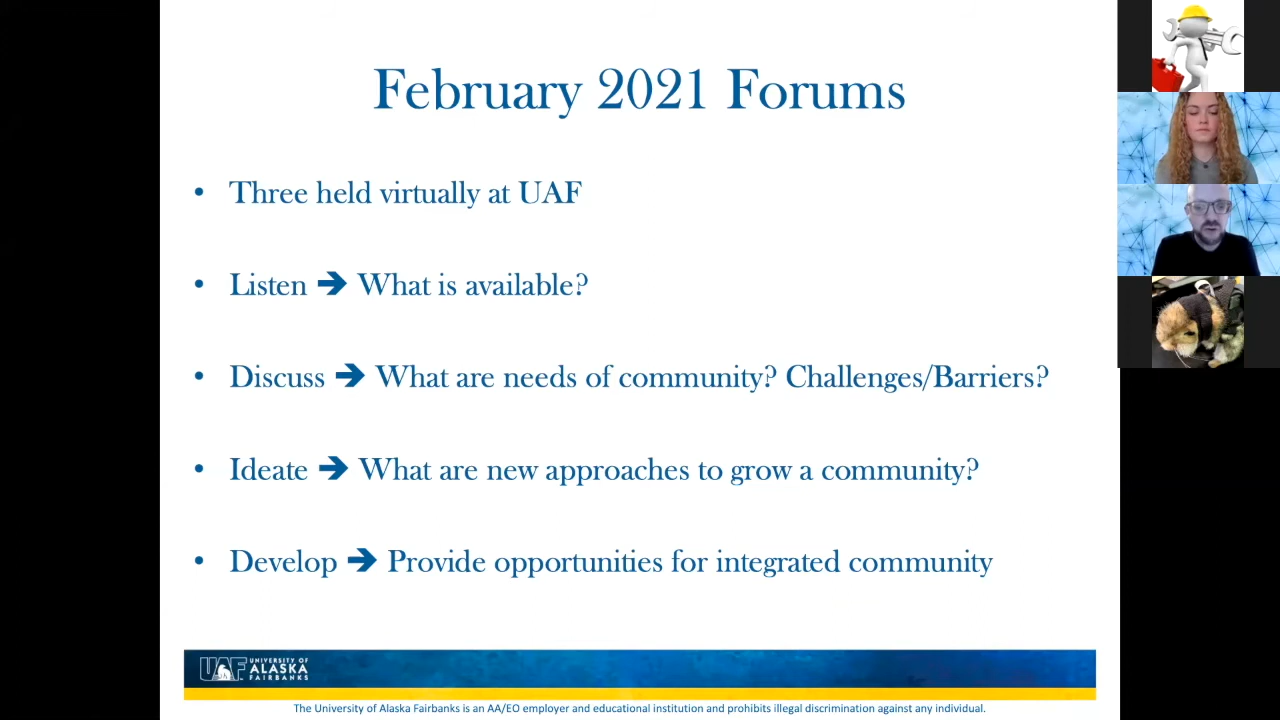 February 2021 Forums
• Three held virtually at UAF
• Listen ➔ What is available?
• Discuss ➔ What are needs of community? Challenges/Barriers?
• Ideate ➔ What are new approaches to grow a community?
• Develop ➔ Provide opportunities for integrated community
UAF
UNIVERSITY OF
ALASKA
FAIRBANKS
The University of Alaska Fairbanks is an AA/EO employer and educational institution and prohibits illegal discrimination against any individual.